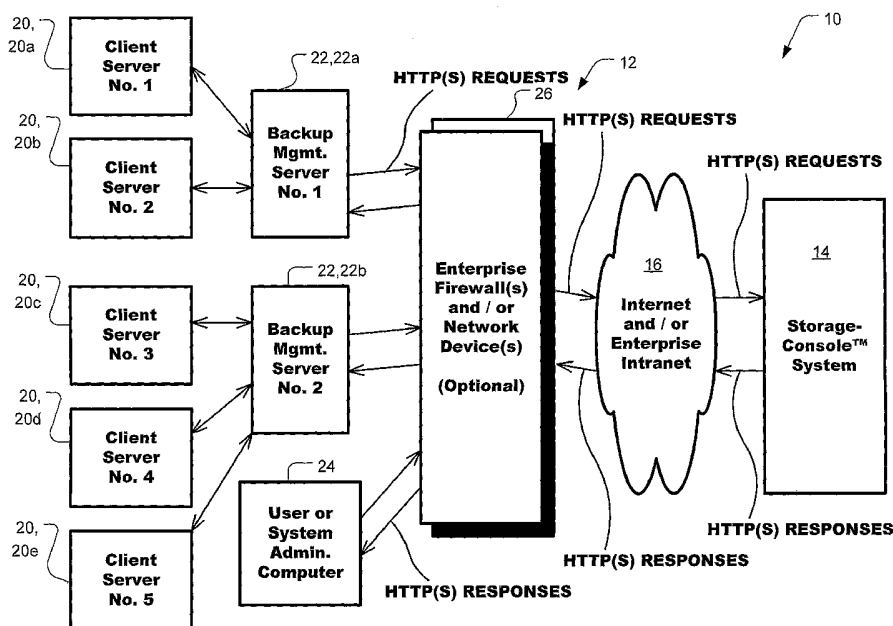 20,
20a
Client
Server
No. 1
20,
20b
Client
Server
No. 2
20,
20c
Client
Server
No. 3
20,
20d
Client
Server
No. 4
20,
20e
Client
Server
No. 5
22,22a
Backup
Mgmt.
Server
No. 1
22,22b
Backup
Mgmt.
Server
No. 2
24
User or
System
Admin.
Computer
HTTP(S) REQUESTS
HTTP(S) RESPONSES
12
26
Enterprise
Firewall(s)
and / or
Network
Device(s)
(Optional)
HTTP(S) REQUESTS
HTTP(S) RESPONSES
16
Internet
and / or
Enterprise
Intranet
10
HTTP(S) REQUESTS
HTTP(S) RESPONSES
14
Storage-
Console™
System